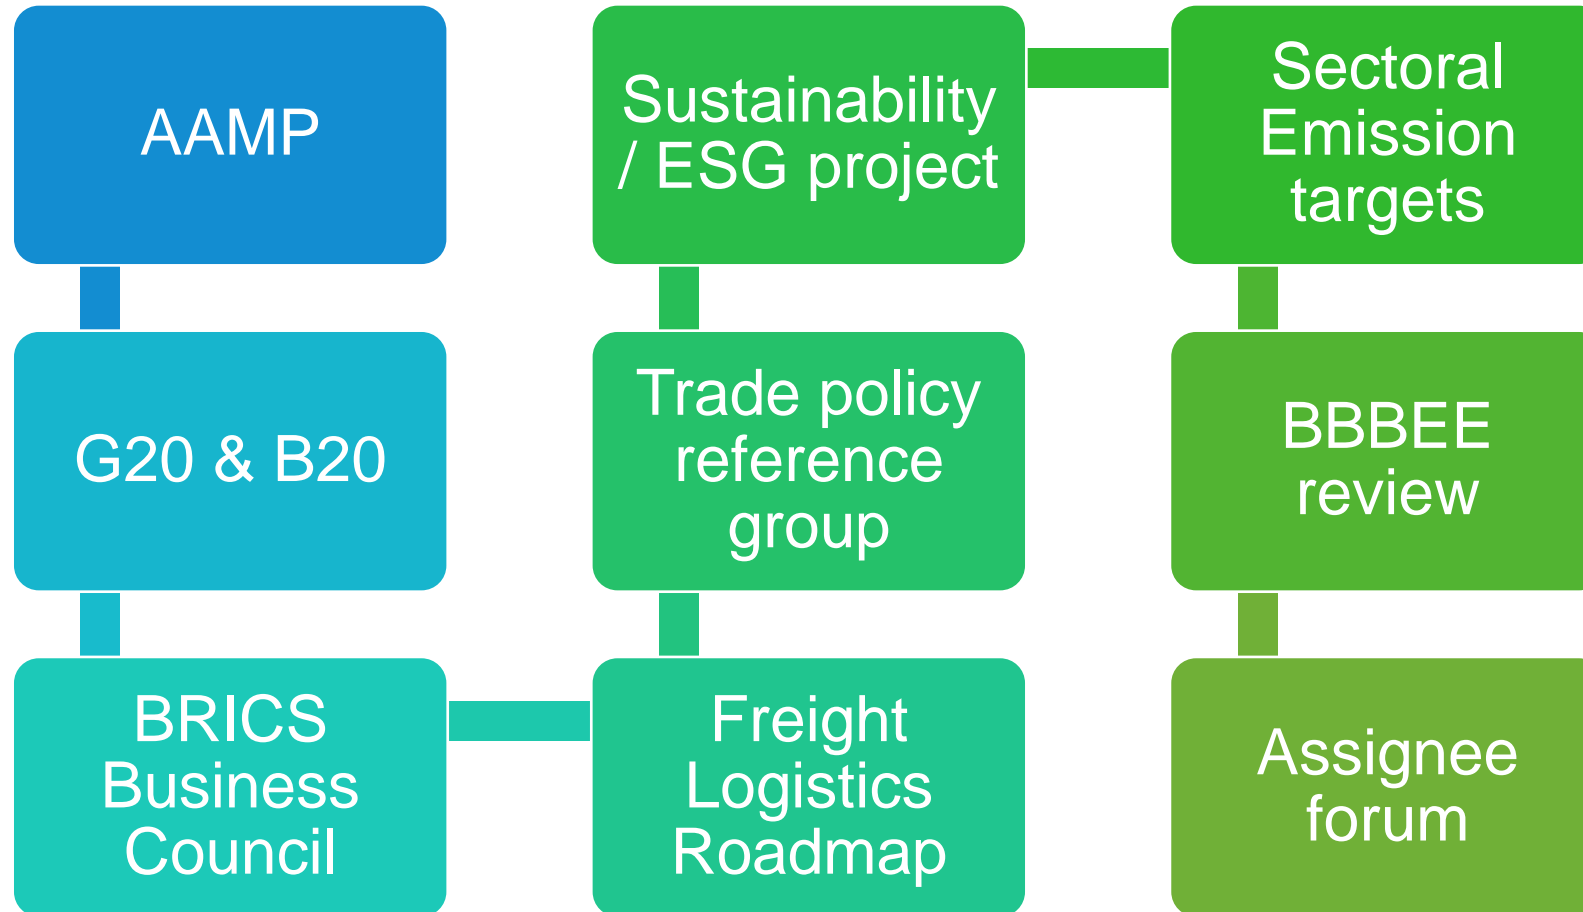 AAMP
G20 & B20
BRICS
Business
Council
Freight
Logistics
Roadmap
Trade policy
reference
group
Sustainability
/ ESG project
Sectoral
Emission
targets
BBBEE
review
Assignee
forum